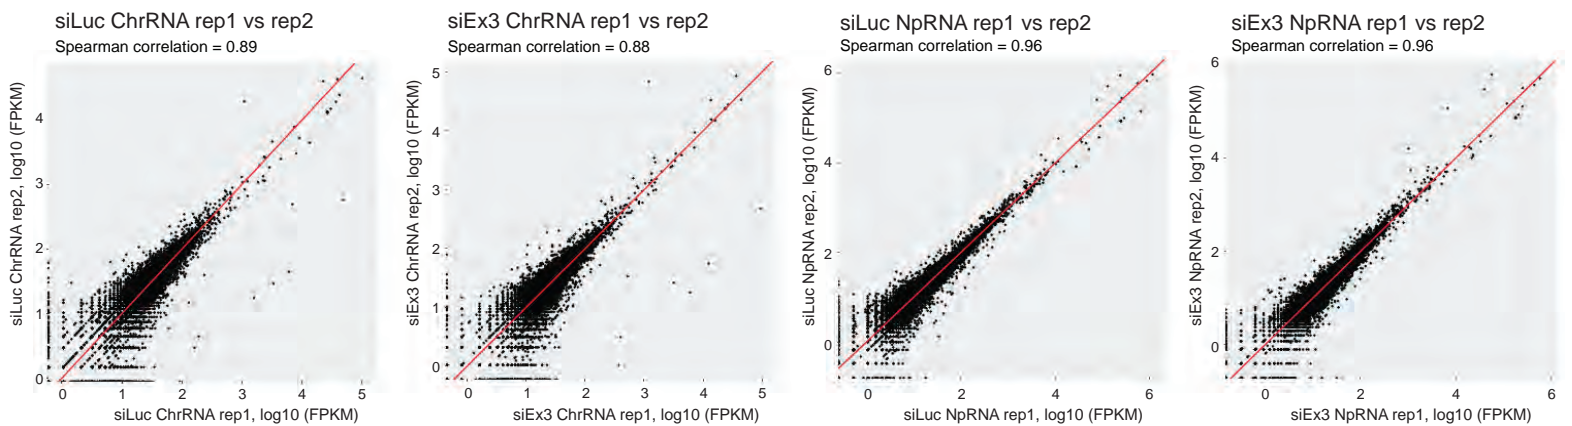 siLuc ChrRNA rep1 vs rep2
Spearman correlation = 0.89
siLuc ChrRNA rep2, log10 (FPKM)
4
3
2
1
0
0 1 2 3 4 5
siLuc ChrRNA rep1, log10 (FPKM)
siEx3 ChrRNA rep1 vs rep2
Spearman correlation = 0.88
siEx3 ChrRNA rep2, log10 (FPKM)
5
4
3
2
1
0
0 1 2 3 4 5
siEx3 ChrRNA rep1, log10 (FPKM)
siLuc NpRNA rep1 vs rep2
Spearman correlation = 0.96
siLuc NpRNA rep2, log10 (FPKM)
6
4
2
0
0 2 4 6
siLuc NpRNA rep1, log10 (FPKM)
siEx3 NpRNA rep1 vs rep2
Spearman correlation = 0.96
siEx3 NpRNA rep2, log10 (FPKM)
6
4
2
0
0 2 4 6
siEx3 NpRNA rep1, log10 (FPKM)